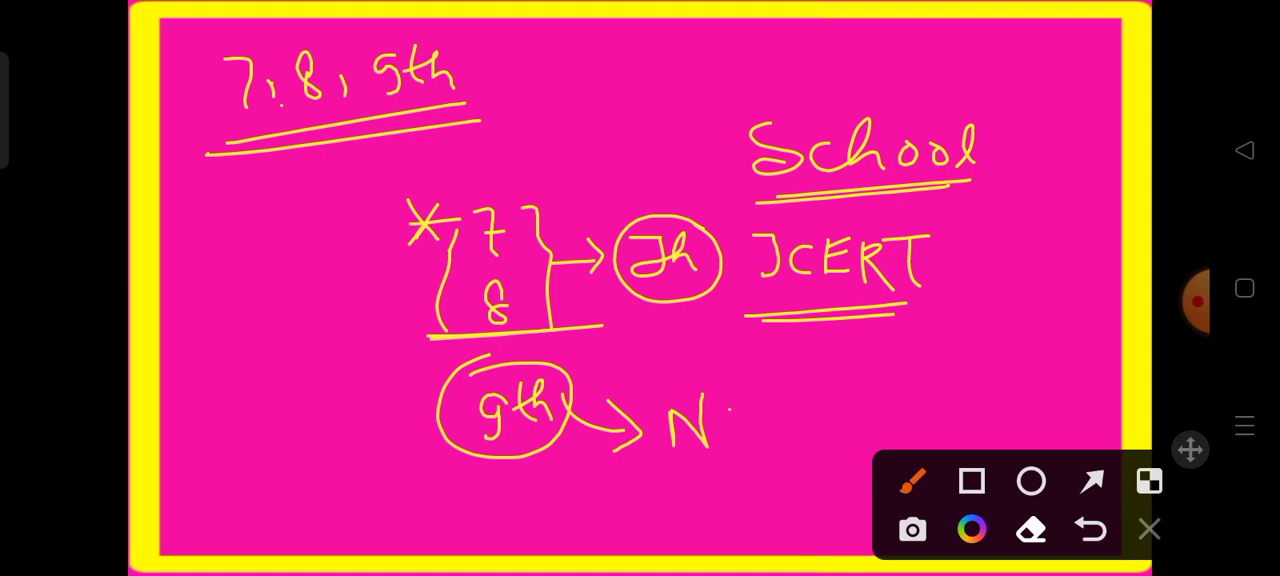 7, 8, 9th
School
* 7
8
→ Jh
JCERT
9th → N